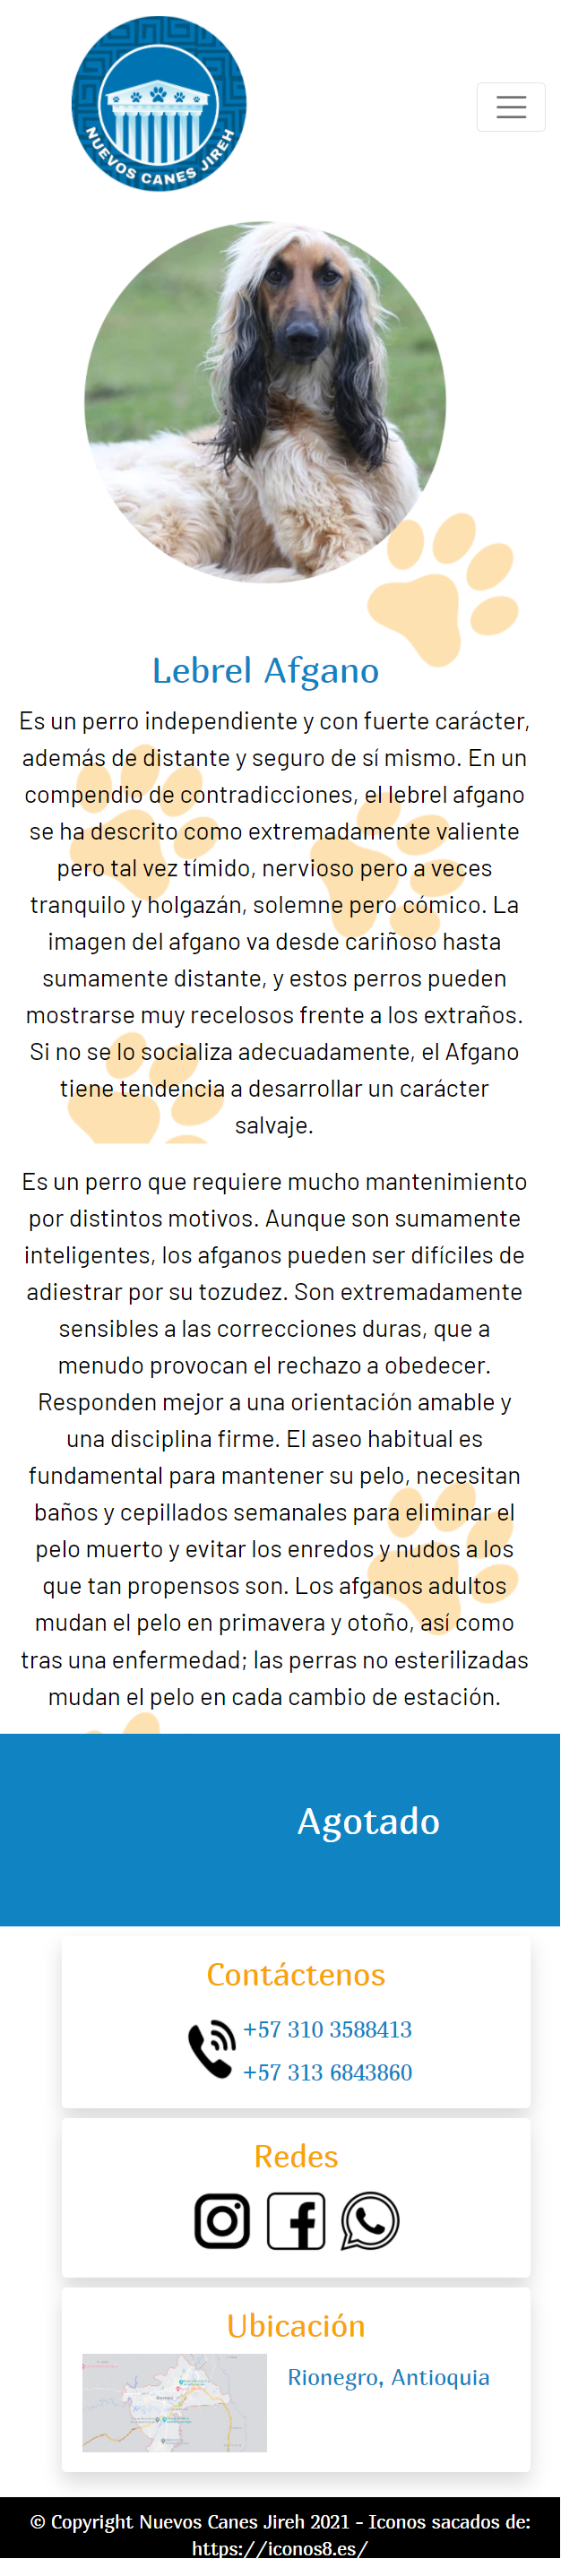 NUEVOS CANES JIREH
Lebrel Afgano
Es un perro independiente y con fuerte carácter,
además de distante y seguro de sí mismo. En un
compendio de contradicciones, el lebrel afgano
se ha descrito como extremadamente valiente
pero tal vez tímido, nervioso pero a veces
tranquilo y holgazán, solemne pero cómico. La
imagen del afgano va desde cariñoso hasta
sumamente distante, y estos perros pueden
mostrarse muy recelosos frente a los extraños.
Si no se lo socializa adecuadamente, el Afgano
tiene tendencia a desarrollar un carácter
salvaje.
Es un perro que requiere mucho mantenimiento
por distintos motivos. Aunque son sumamente
inteligentes, los afganos pueden ser difíciles de
adiestrar por su tozudez. Son extremadamente
sensibles a las correcciones duras, que a
menudo provocan el rechazo a obedecer.
Responden mejor a una orientación amable y
una disciplina firme. El aseo habitual es
fundamental para mantener su pelo, necesitan
baños y cepillados semanales para eliminar el
pelo muerto y evitar los enredos y nudos a los
que tan propensos son. Los afganos adultos
mudan el pelo en primavera y otoño, así como
tras una enfermedad; las perras no esterilizadas
mudan el pelo en cada cambio de estación.
Agotado
Contáctenos
+57 310 3588413
+57 313 6843860
Redes
Ubicación
Rionegro, Antioquia
© Copyright Nuevos Canes Jireh 2021 - Iconos sacados de:
https://iconos8.es/